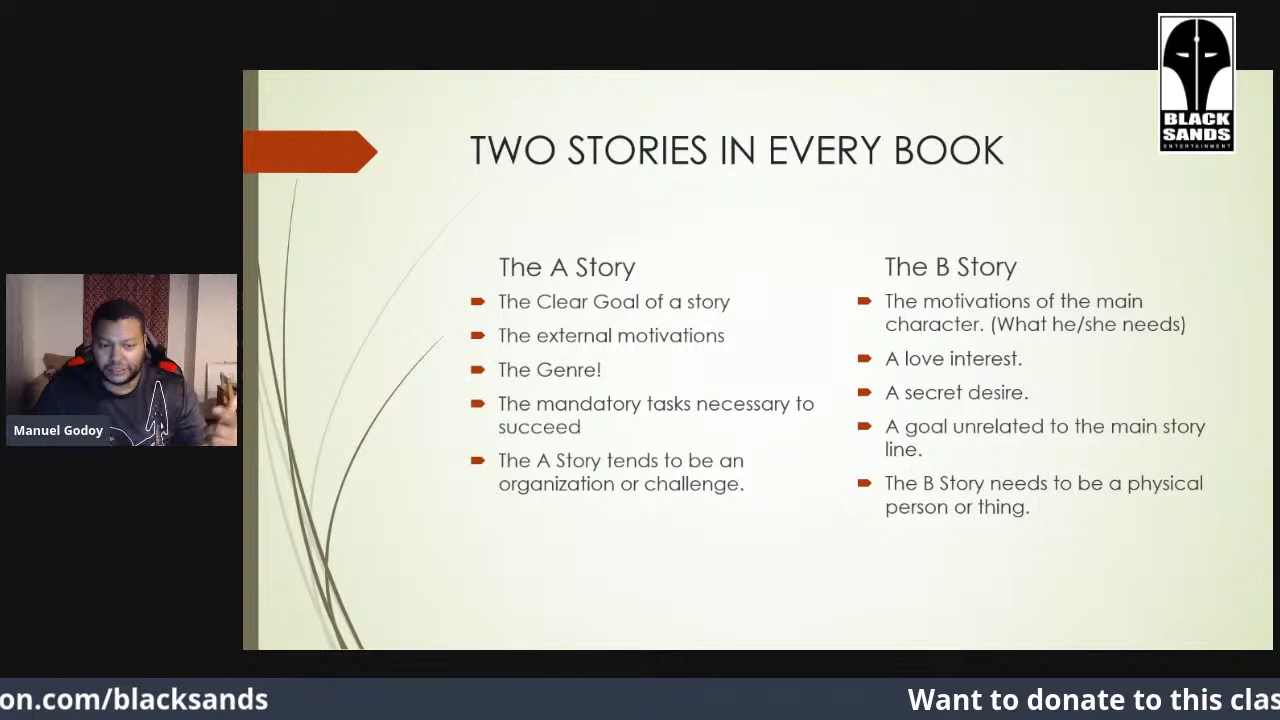 BLACK
SANDS
ENTERTAINMENT
TWO STORIES IN EVERY BOOK
The A Story
The Clear Goal of a story
The external motivations
The Genre!
The mandatory tasks necessary to
succeed
The A Story tends to be an
organization or challenge.
The B Story
The motivations of the main
character. (What he/she needs)
A love interest.
A secret desire.
A goal unrelated to the main story
line.
The B Story needs to be a physical
person or thing.
Manuel Godoy
on.com/blacksands
Want to donate to this clas